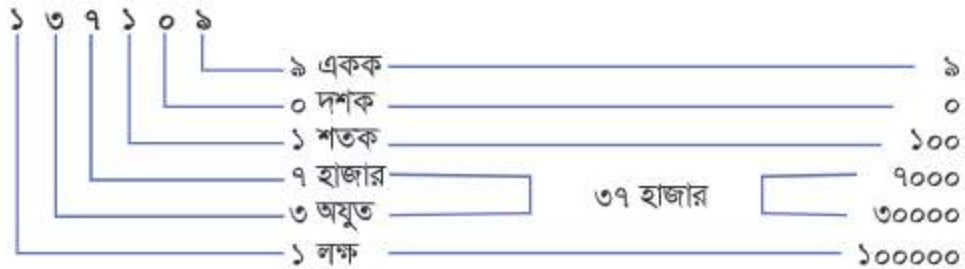 ১ ৩ ৭ ১ ০ ৯
৯ একক ৯
০ দশক ০
১ শতক ১০০
৭ হাজার ৭০০০
৩৭ হাজার
৩ অযুত ৩০০০০
১ লক্ষ ১০০০০০